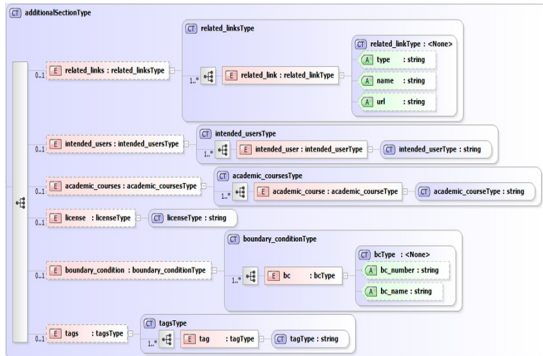 CT additionalSectionType
CT related_linksType
CT related_linkType : <None>
A type : string
0..1 E related_links : related_linksType
1..* E related_link : related_linkType
A name : string
A url : string
CT intended_usersType
0..1 E intended_users : intended_usersType
1..* E intended_user : intended_userType
CT intended_userType : string
CT academic_coursesType
0..1 E academic_courses : academic_coursesType
1..* E academic_course : academic_courseType
CT academic_courseType : string
0..1 E license : licenseType
CT licenseType : string
CT boundary_conditionType
CT bcType : <None>
0..1 E boundary_condition : boundary_conditionType
1..* E bc : bcType
A bc_number : string
A bc_name : string
CT tagsType
0..1 E tags : tagsType
1..* E tag : tagType
CT tagType : string